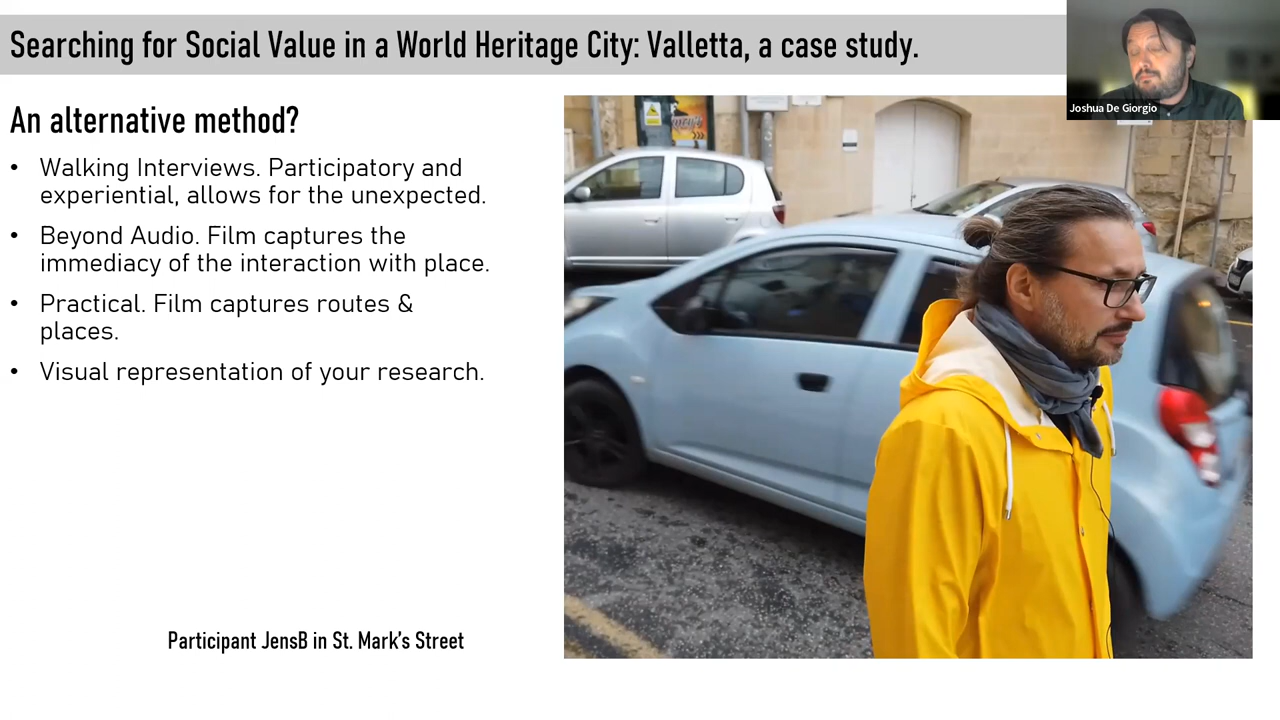 Searching for Social Value in a World Heritage City: Valletta, a case study.
Joshua De Giorgio
An alternative method?
• Walking Interviews. Participatory and
experiential, allows for the unexpected.
• Beyond Audio. Film captures the
immediacy of the interaction with place.
• Practical. Film captures routes &
places.
• Visual representation of your research.
Participant JensB in St. Mark's Street